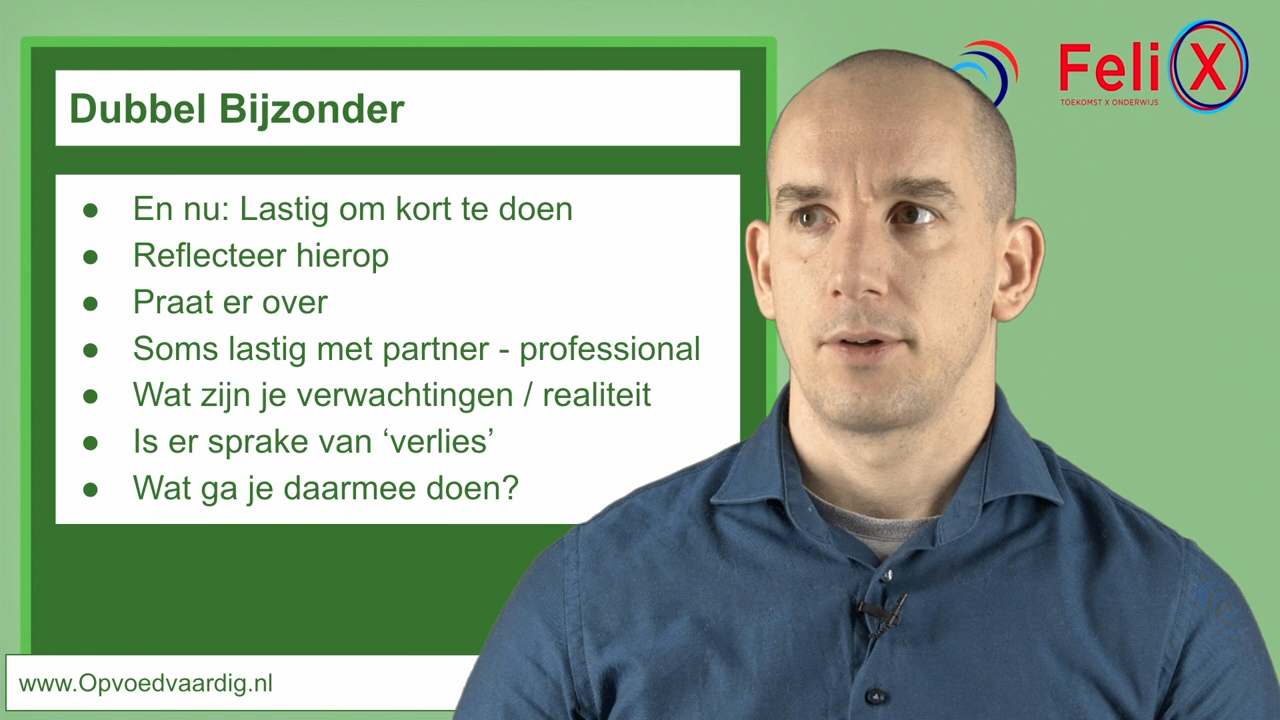 Dubbel Bijzonder
FeliX
TOEKOMST X ONDERWIJS
● En nu: Lastig om kort te doen
● Reflecteer hierop
● Praat er over
● Soms lastig met partner - professional
● Wat zijn je verwachtingen / realiteit
● Is er sprake van ‘verlies’
● Wat ga je daarmee doen?
www.Opvoedvaardig.nl